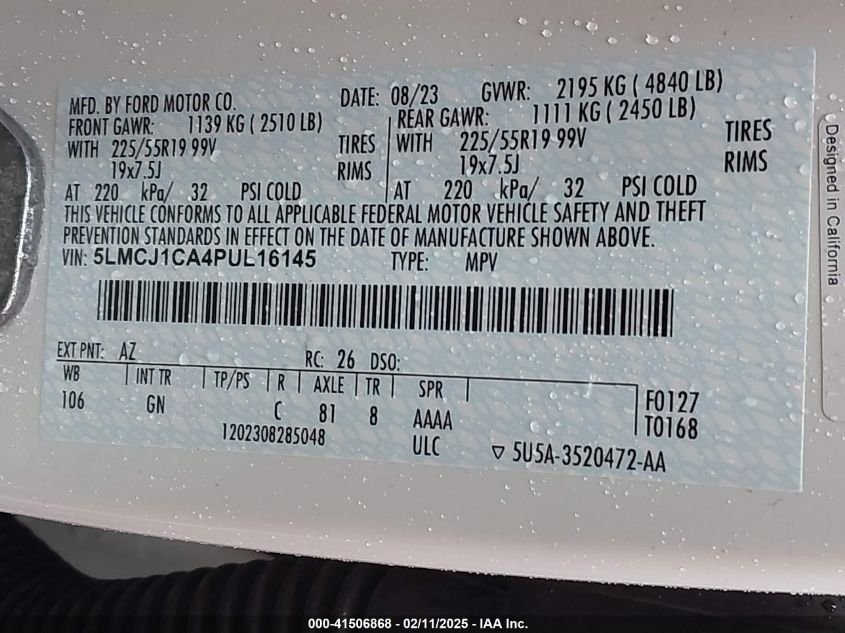 MFD. BY FORD MOTOR CO. DATE: 08/23 GVWR: 2195 KG ( 4840 LB)
FRONT GAWR: 1139 KG ( 2510 LB) REAR GAWR: 1111 KG ( 2450 LB)
WITH 225/55R19 99V TIRES WITH 225/55R19 99V TIRES
19x7.5J RIMS 19x7.5J RIMS
AT 220 kPa/ 32 PSI COLD AT 220 kPa/ 32 PSI COLD
THIS VEHICLE CONFORMS TO ALL APPLICABLE FEDERAL MOTOR VEHICLE SAFETY AND THEFT
PREVENTION STANDARDS IN EFFECT ON THE DATE OF MANUFACTURE SHOWN ABOVE.
VIN: 5LMCJ1CA4PUL16145 TYPE: MPV
EXT PNT: AZ RC: 26 DSO:
WB INT TR TP/PS R AXLE TR SPR F0127
106 GN C 81 8 AAAA T0168
1202308285048 ULC 5U5A-3520472-AA
Designed in California
000-41506868 - 02/11/2025 - IAA Inc.